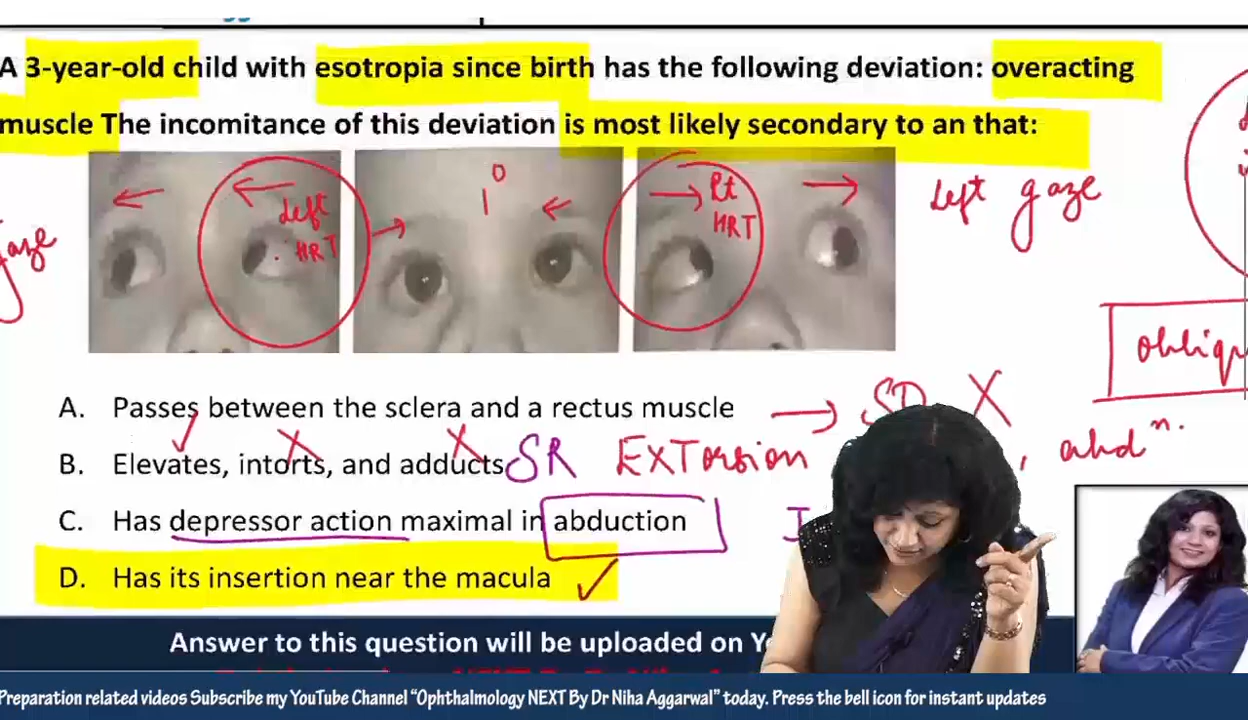 A 3-year-old child with esotropia since birth has the following deviation: overacting
muscle The incomitance of this deviation is most likely secondary to an that:
left HRT
1⁰
Rt HRT
left gaze
gaze
A. Passes between the sclera and a rectus muscle → X
B. Elevates, intorts, and adducts SR EXTorsion , abdⁿ.
C. Has depressor action maximal in abduction
D. Has its insertion near the macula ✓
Answer to this question will be uploaded on
Preparation related videos Subscribe my YouTube Channel “Ophthalmology NEXT By Dr Niha Aggarwal” today. Press the bell icon for instant updates